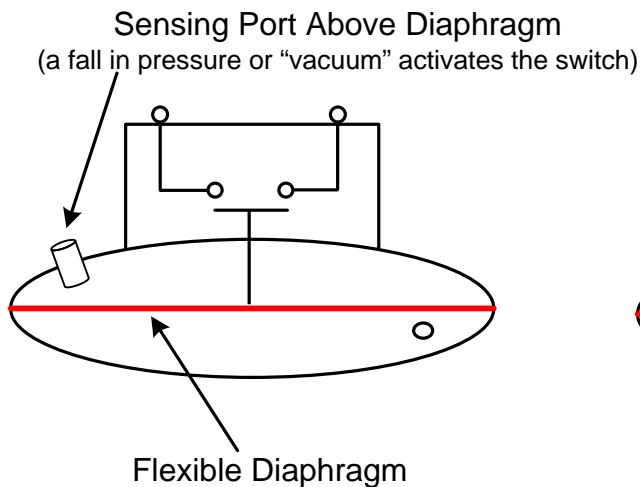 Sensing Port Above Diaphragm
(a fall in pressure or “vacuum” activates the switch)
Flexible Diaphragm